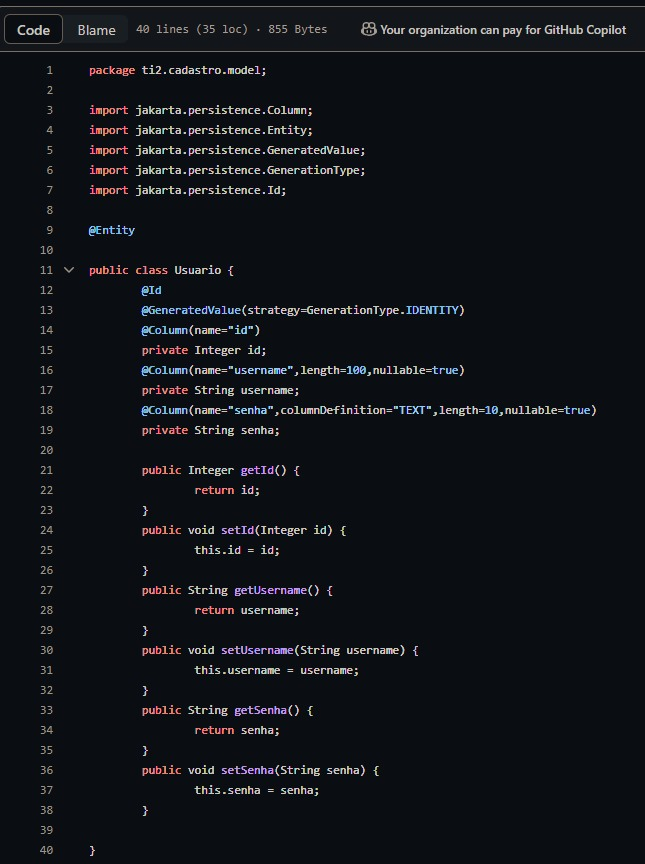 Code Blame 40 lines (35 loc) · 855 Bytes Your organization can pay for GitHub Copilot
1 package ti2.cadastro.model;
2
3 import jakarta.persistence.Column;
4 import jakarta.persistence.Entity;
5 import jakarta.persistence.GeneratedValue;
6 import jakarta.persistence.GenerationType;
7 import jakarta.persistence.Id;
8
9 @Entity
10
11 public class Usuario {
12 @Id
13 @GeneratedValue(strategy=GenerationType.IDENTITY)
14 @Column(name="id")
15 private Integer id;
16 @Column(name="username",length=100,nullable=true)
17 private String username;
18 @Column(name="senha",columnDefinition="TEXT",length=10,nullable=true)
19 private String senha;
20
21 public Integer getId() {
22 return id;
23 }
24 public void setId(Integer id) {
25 this.id = id;
26 }
27 public String getUsername() {
28 return username;
29 }
30 public void setUsername(String username) {
31 this.username = username;
32 }
33 public String getSenha() {
34 return senha;
35 }
36 public void setSenha(String senha) {
37 this.senha = senha;
38 }
39
40 }